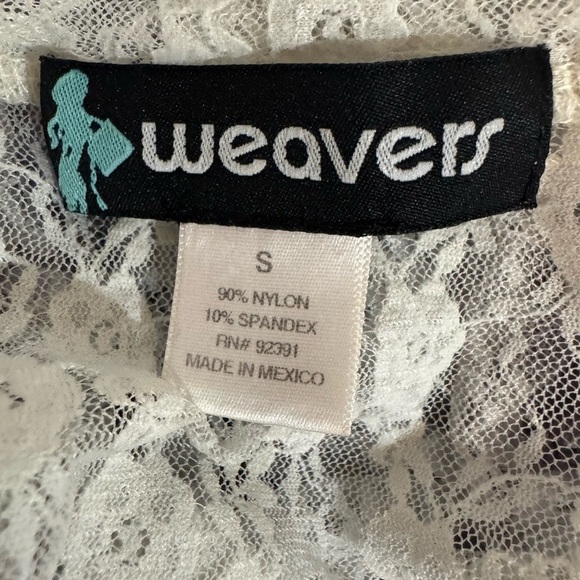 weavers
S
90% NYLON
10% SPANDEX
RN# 92391
MADE IN MEXICO